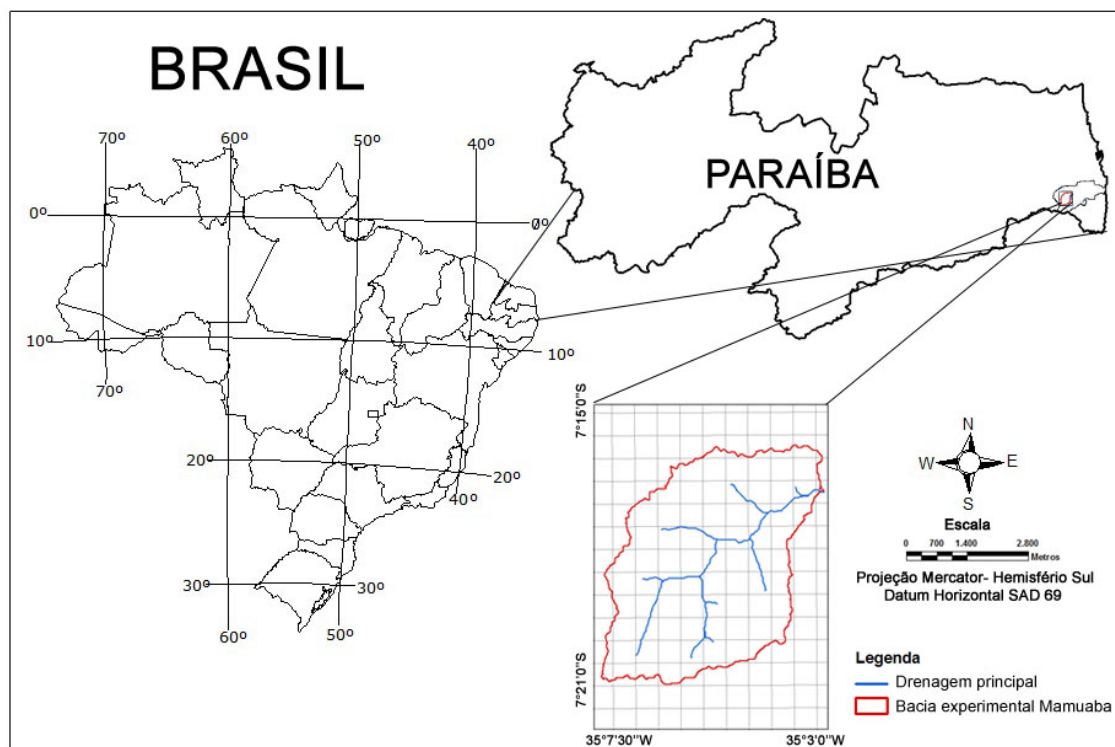 BRASIL
70º
60º
50º
40º
0º
0º
10º
10º
70º
20º
20º
40º
30º
30º
60º
50º
PARAÍBA
7°15'0"S
7°21'0"S
35°7'30"W
35°3'0"W
N
W
E
S
Escala
0 700 1.400 2.800
Metros
Projeção Mercator- Hemisfério Sul
Datum Horizontal SAD 69
Legenda
Drenagem principal
Bacia experimental Mamuaba